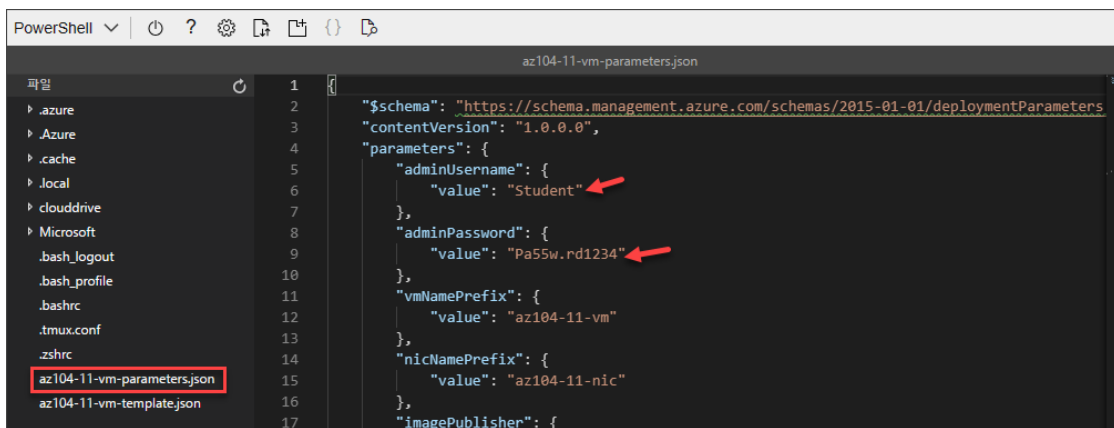 PowerShell
az104-11-vm-parameters.json
파일
.azure
.Azure
.cache
.local
clouddrive
Microsoft
.bash_logout
.bash_profile
.bashrc
.tmux.conf
.zshrc
az104-11-vm-parameters.json
az104-11-vm-template.json
1 {
2 "$schema": "https://schema.management.azure.com/schemas/2015-01-01/deploymentParameters
3 "contentVersion": "1.0.0.0",
4 "parameters": {
5 "adminUsername": {
6 "value": "Student"
7 },
8 "adminPassword": {
9 "value": "Pa55w.rd1234"
10 },
11 "vmNamePrefix": {
12 "value": "az104-11-vm"
13 },
14 "nicNamePrefix": {
15 "value": "az104-11-nic"
16 },
17 "imagePublisher": {